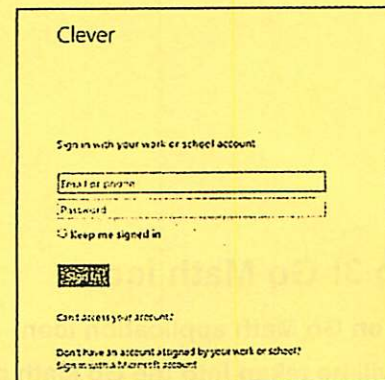 Clever
Sign in with your work or school account
Email or phone
Password
Keep me signed in
Can't access your account?
Don't have an account assigned by your work or school?
Sign in with a Microsoft account